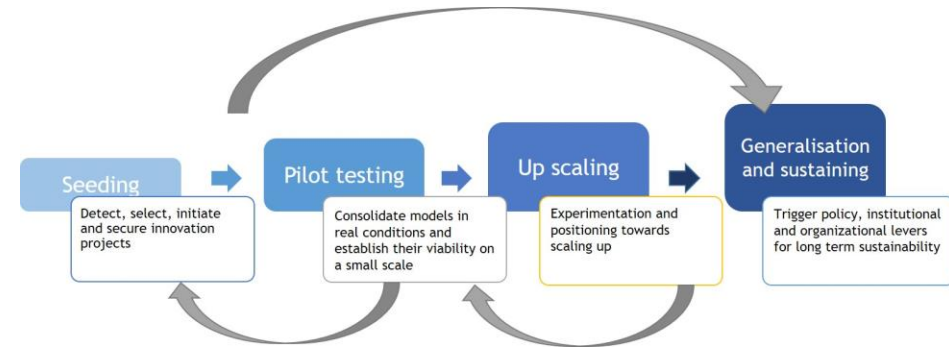 Seeding
Detect, select, initiate
and secure innovation
projects
Pilot testing
Consolidate models in
real conditions and
establish their viability on
a small scale
Up scaling
Experimentation and
positioning towards
scaling up
Generalisation
and sustaining
Trigger policy, institutional
and organizational levers
for long term sustainability